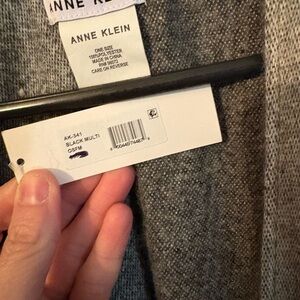 ANNE KLEIN
ANNE KLEIN
ONE SIZE
100% POLYESTER
MADE IN CHINA
CARE ON REVERSE
AK-341
BLACK MULTI
OSFM